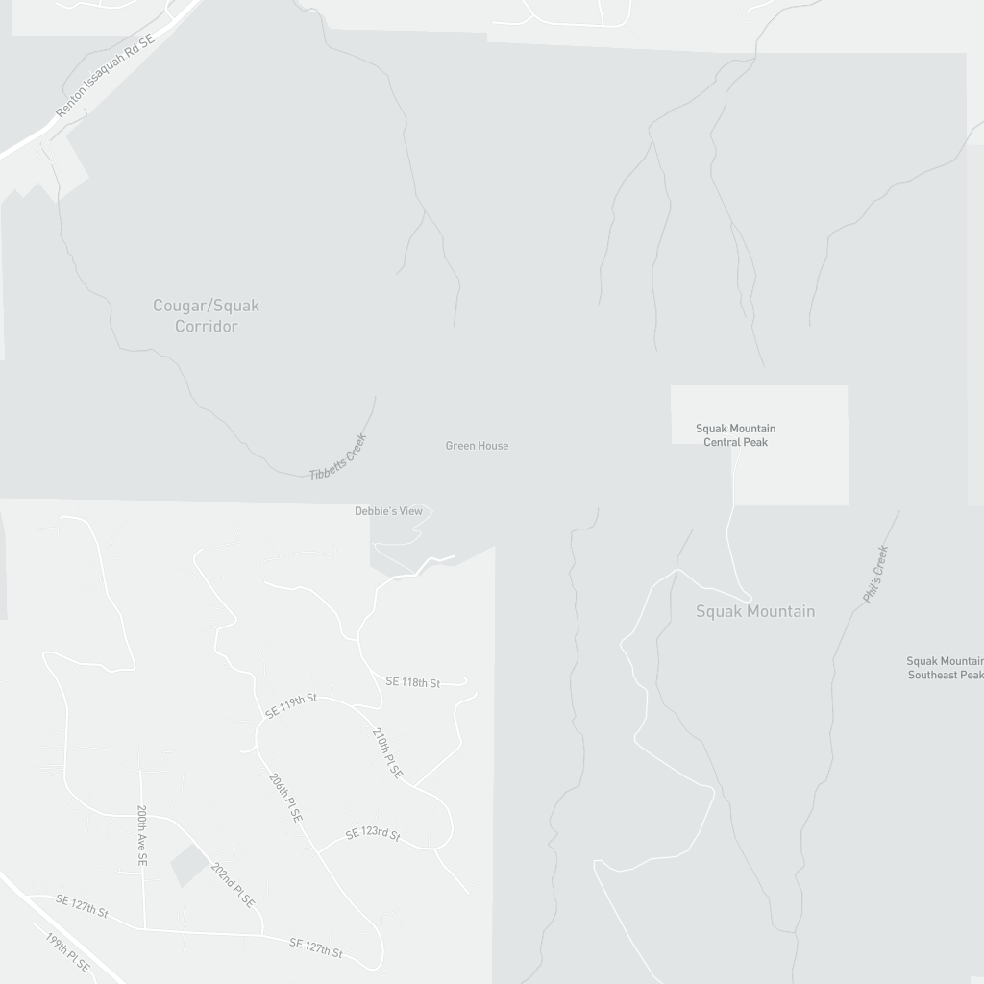 Renton Issaquah Rd SE
Cougar/Squak
Corridor
Squak Mountain
Central Peak
Green House
Tibbetts Creek
Debbie's View
Phil's Creek
Squak Mountain
Squak Mountain
Southeast Peak
SE 118th St
SE 119th St
210th Pl SE
206th Pl SE
SE 123rd St
200th Ave SE
202nd Pl SE
SE 127th St
SE 127th St
199th Pl SE